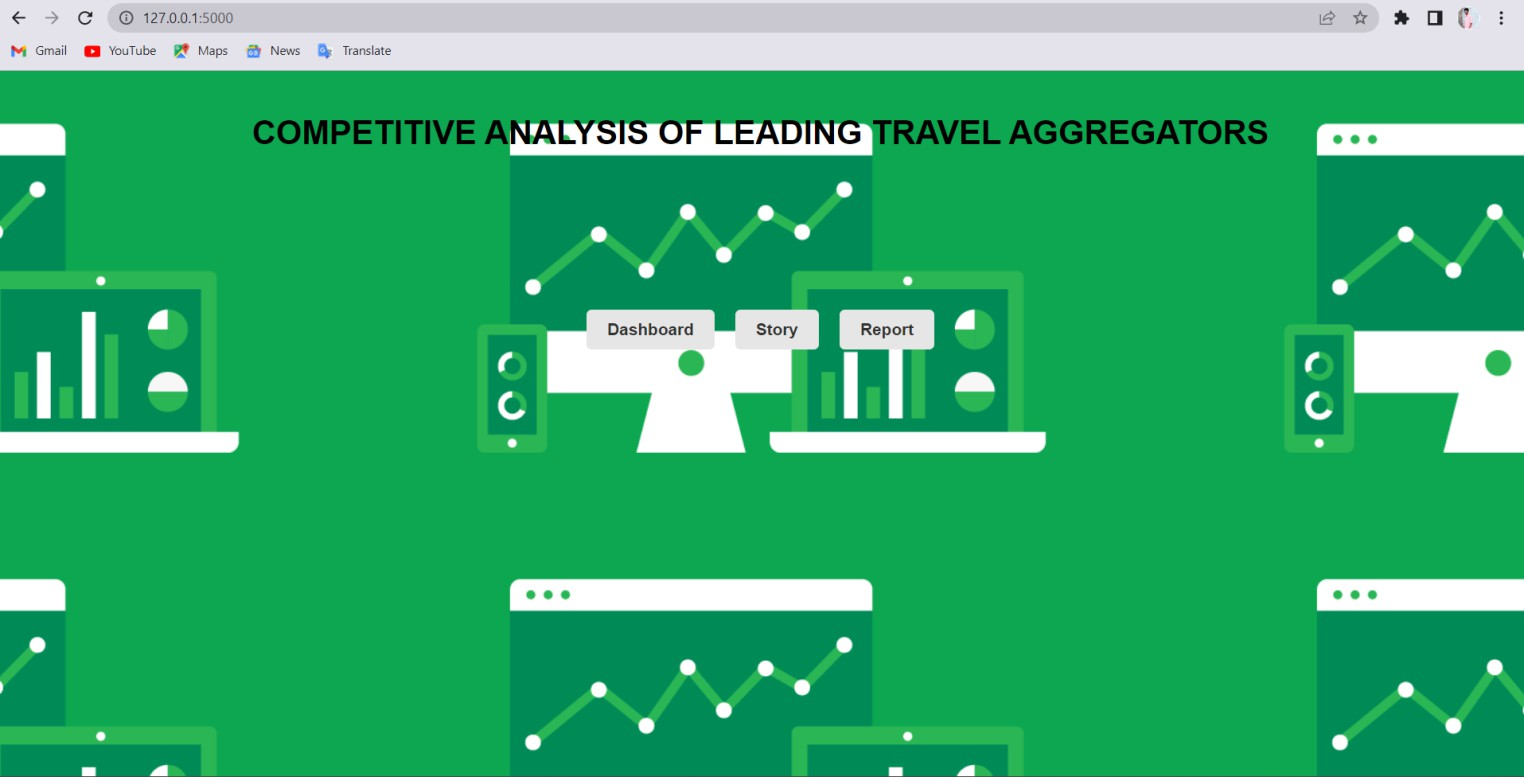 127.0.0.1:5000
Gmail YouTube Maps News Translate
COMPETITIVE ANALYSIS OF LEADING TRAVEL AGGREGATORS
Dashboard Story Report